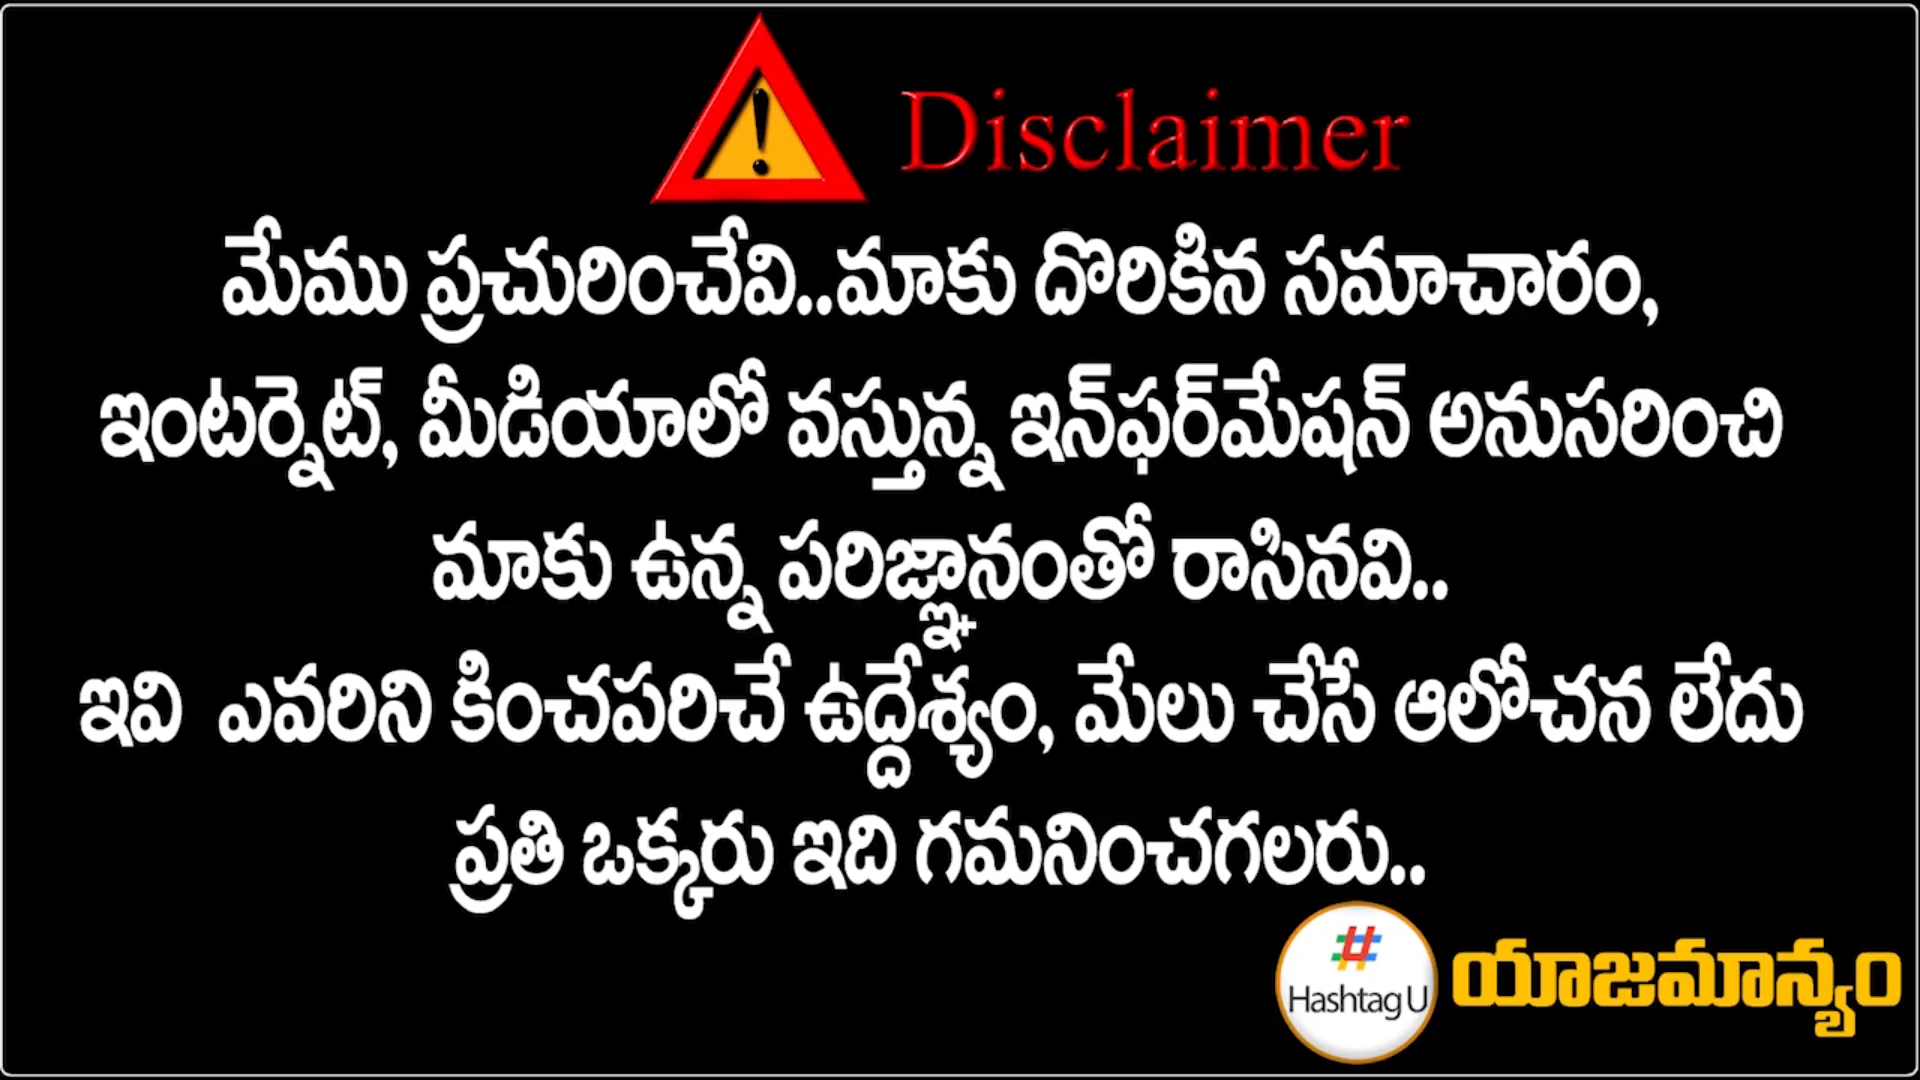 Disclaimer
మేము ప్రచురించేవి..మాకు దొరికిన సమాచారం,
ఇంటర్నెట్, మీడియాలో వస్తున్న ఇన్‌ఫర్‌మేషన్ అనుసరించి
మాకు ఉన్న పరిజ్ఞానంతో రాసినవి..
ఇవి ఎవరిని కించపరిచే ఉద్దేశ్యం, మేలు చేసే ఆలోచన లేదు
ప్రతి ఒక్కరు ఇది గమనించగలరు..
# Hashtag U యాజమాన్యం